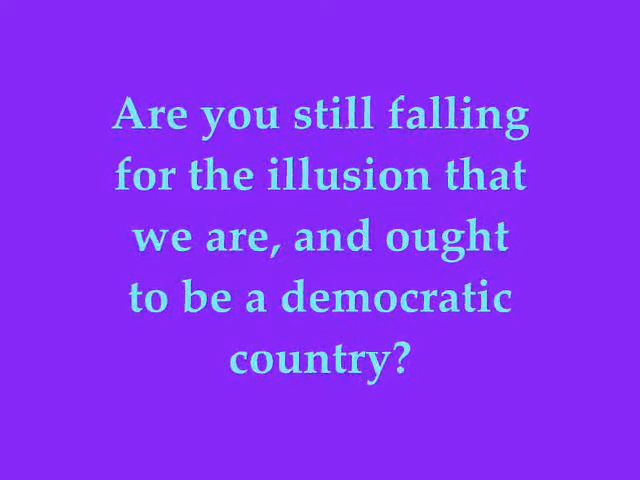 Are you still falling
for the illusion that
we are, and ought
to be a democratic
country?